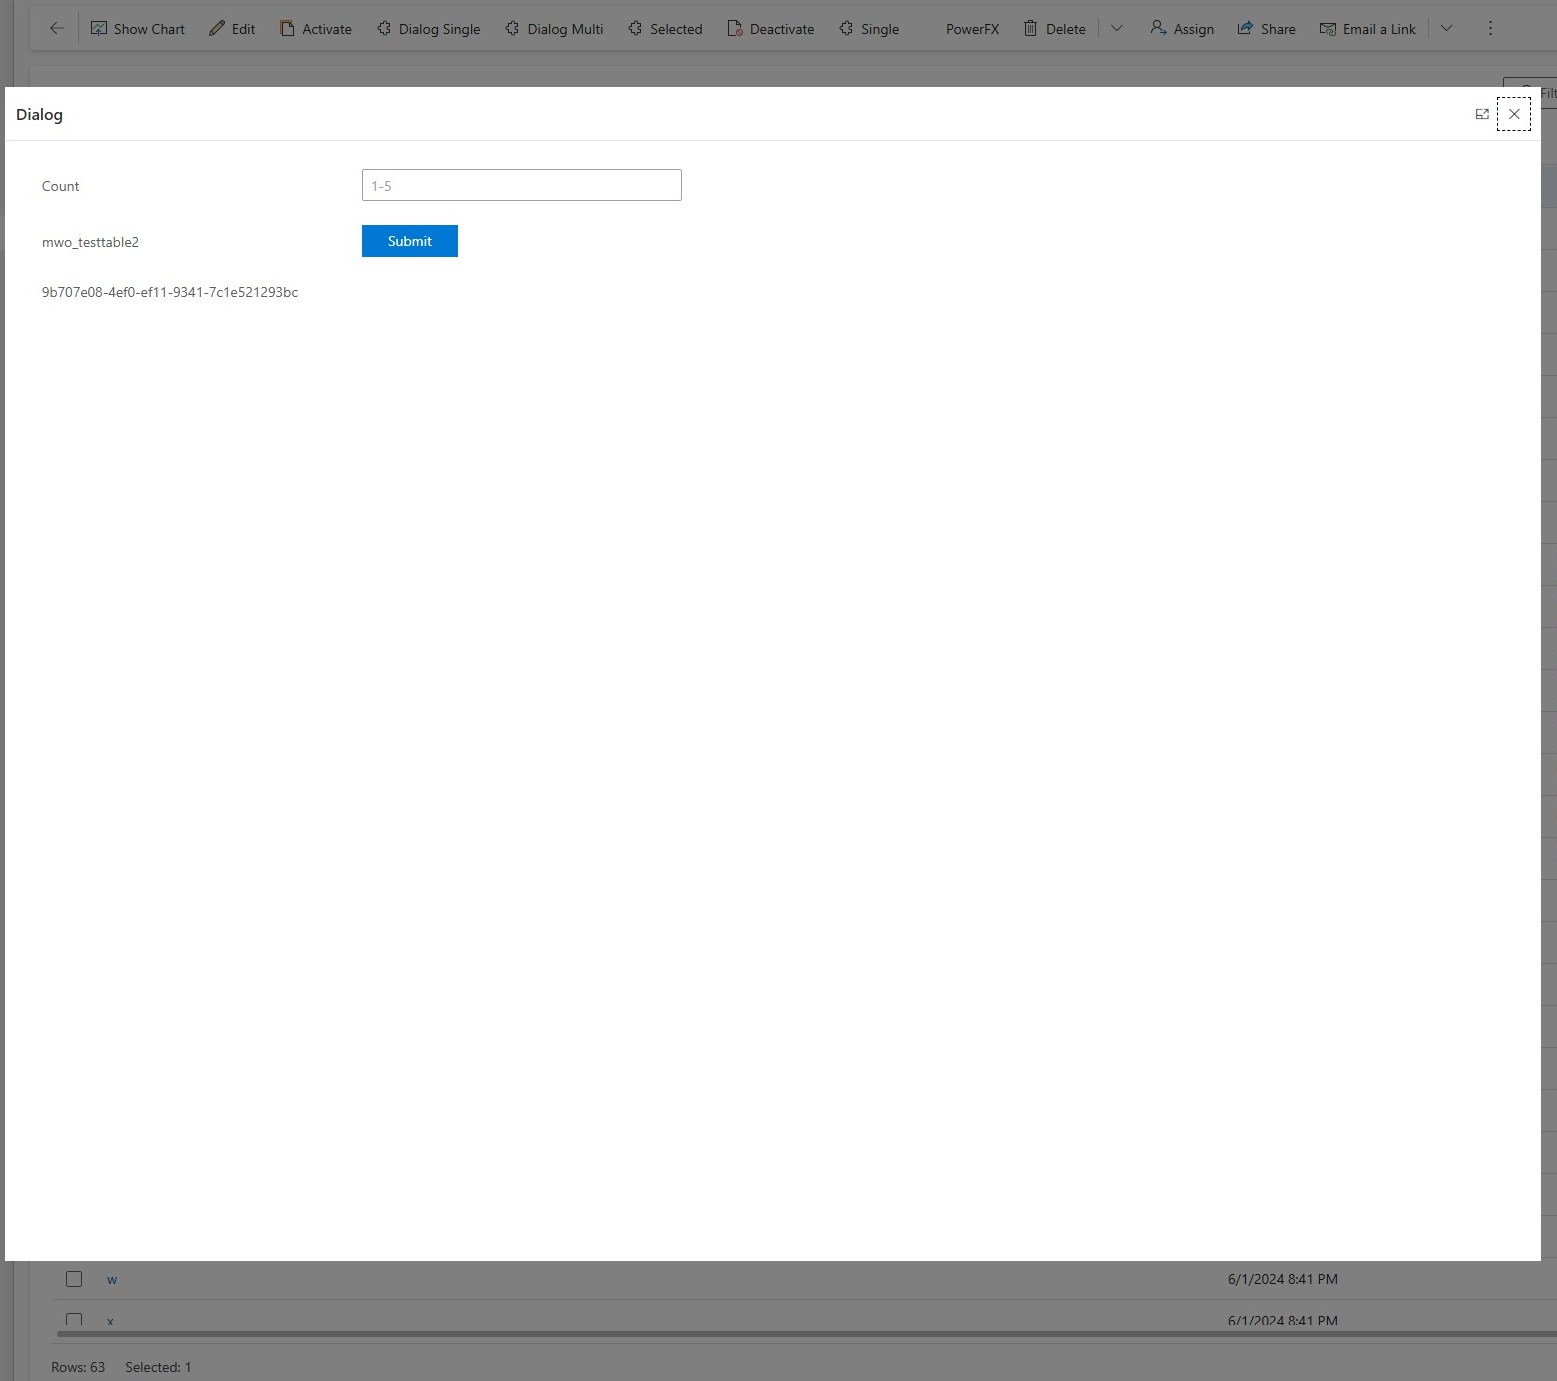 Show Chart Edit Activate Dialog Single Dialog Multi Selected Deactivate Single PowerFX Delete Assign Share Email a Link
Dialog
Count 1-5
mwo_testtable2 Submit
9b707e08-4ef0-ef11-9341-7c1e521293bc
w 6/1/2024 8:41 PM
x 6/1/2024 8:41 PM
Rows: 63 Selected: 1